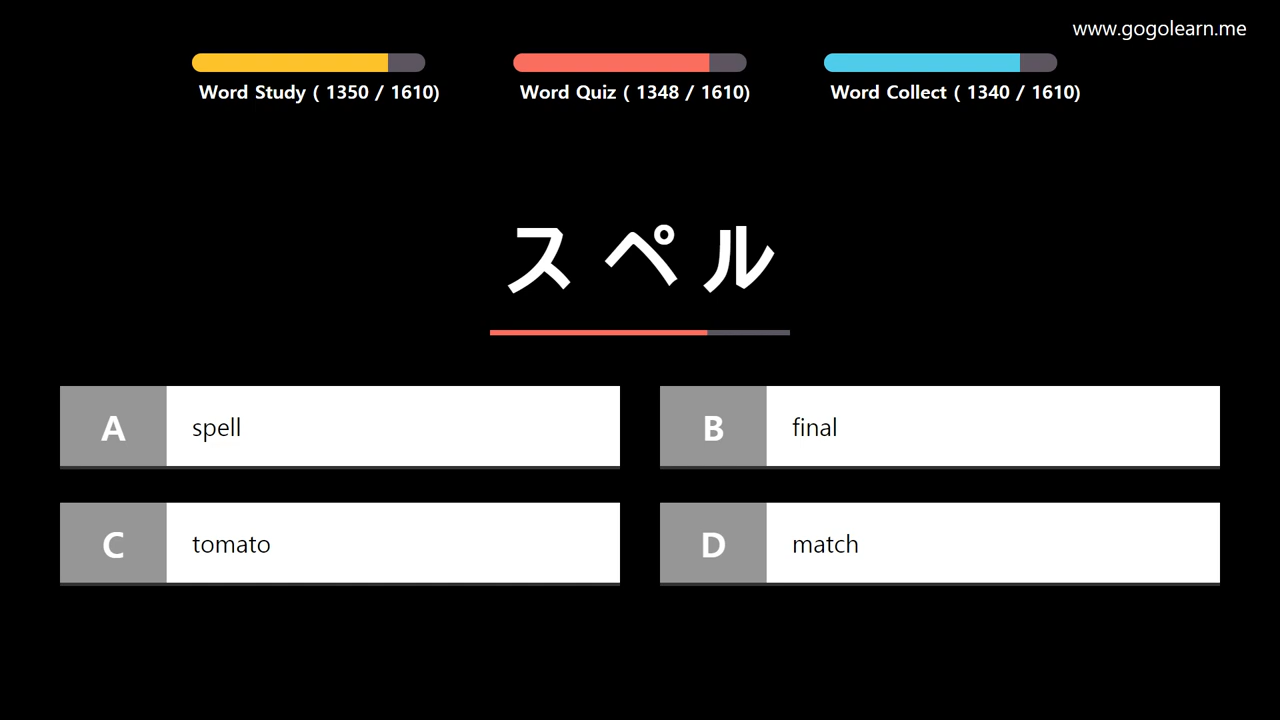 www.gogolearn.me
Word Study ( 1350 / 1610)
Word Quiz ( 1348 / 1610)
Word Collect ( 1340 / 1610)
スペル
A spell
B final
C tomato
D match